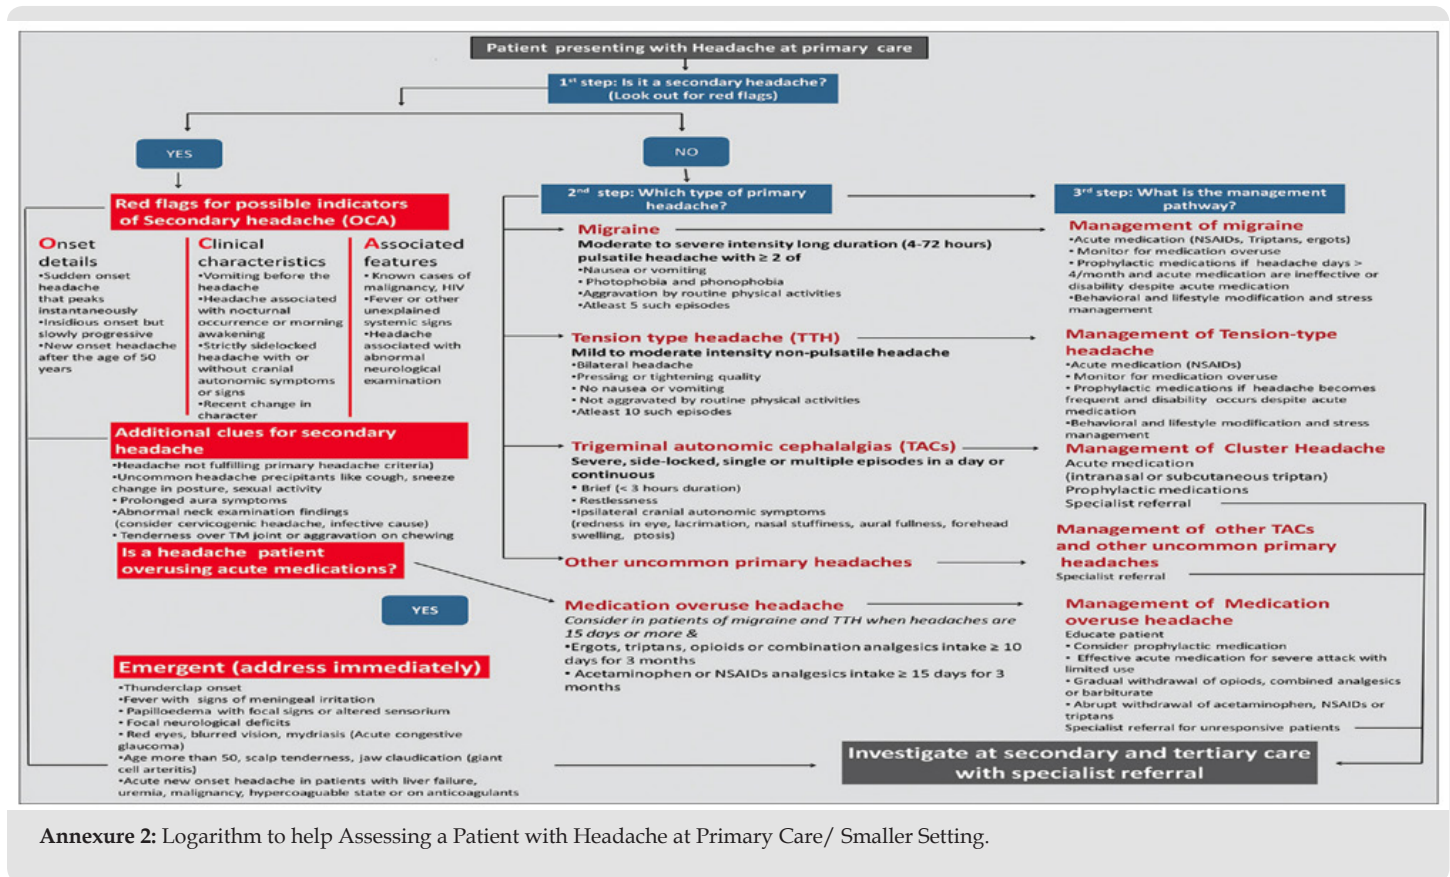 Patient presenting with Headache at primary care
1st step: Is it a secondary headache?
(Look out for red flags)
YES
NO
Red flags for possible indicators
of Secondary headache (OCA)
Onset
details
•Sudden onset
headache
that peaks
instantaneously
•Insidious onset but
slowly progressive
•New onset headache
after the age of 50
years
Clinical
characteristics
•Vomiting before the
headache
•Headache associated
with nocturnal
occurrence or morning
awakening
•Strictly sidelocked
headache with or
without cranial
autonomic symptoms
or signs
•Recent change in
character
Associated
features
• Known cases of
malignancy, HIV
•Fever or other
unexplained
systemic signs
•Headache
associated with
abnormal
neurological
examination
Additional clues for secondary
headache
•Headache not fulfilling primary headache criteria)
•Uncommon headache precipitants like cough, sneeze
change in posture, sexual activity
• Prolonged aura symptoms
•Abnormal neck examination findings
(consider cervicogenic headache, infective cause)
• Tenderness over TM joint or aggravation on chewing
Is a headache patient
overusing acute medications?
YES
Emergent (address immediately)
•Thunderclap onset
•Fever with signs of meningeal irritation
• Papilloedema with focal signs or altered sensorium
• Focal neurological deficits
• Red eyes, blurred vision, mydriasis (Acute congestive
glaucoma)
•Age more than 50, scalp tenderness, jaw claudication (giant
cell arteritis)
•Acute new onset headache in patients with liver failure,
uremia, malignancy, hypercoaguable state or on anticoagulants
2nd step: Which type of primary
headache?
Migraine
Moderate to severe intensity long duration (4-72 hours)
pulsatile headache with ≥ 2 of
•Nausea or vomiting
• Photophobia and phonophobia
•Aggravation by routine physical activities
•Atleast 5 such episodes
Tension type headache (TTH)
Mild to moderate intensity non-pulsatile headache
•Bilateral headache
•Pressing or tightening quality
• No nausea or vomiting
• Not aggravated by routine physical activities
•Atleast 10 such episodes
Trigeminal autonomic cephalalgias (TACs)
Severe, side-locked, single or multiple episodes in a day or
continuous
• Brief (< 3 hours duration)
• Restlessness
•Ipsilateral cranial autonomic symptoms
(redness in eye, lacrimation, nasal stuffiness, aural fullness, forehead
swelling, ptosis)
Other uncommon primary headaches
Medication overuse headache
Consider in patients of migraine and TTH when headaches are
15 days or more &
•Ergots, triptans, opioids or combination analgesics intake ≥ 10
days for 3 months
• Acetaminophen or NSAIDs analgesics intake ≥ 15 days for 3
months
3rd step: What is the management
pathway?
Management of migraine
•Acute medication (NSAIDs, Triptans, ergots)
• Monitor for medication overuse
• Prophylactic medications if headache days >
4/month and acute medication are ineffective or
disability despite acute medication
•Behavioral and lifestyle modification and stress
management
Management of Tension-type
headache
•Acute medication (NSAIDs)
• Monitor for medication overuse
• Prophylactic medications if headache becomes
frequent and disability occurs despite acute
medication
•Behavioral and lifestyle modification and stress
management
Management of Cluster Headache
Acute medication
(intranasal or subcutaneous triptan)
Prophylactic medications
Specialist referral
Management of other TACs
and other uncommon primary
headaches
Specialist referral
Management of Medication
overuse headache
Educate patient
• Consider prophylactic medication
• Effective acute medication for severe attack with
limited use
• Gradual withdrawal of opiods, combined analgesics
or barbiturate
• Abrupt withdrawal of acetaminophen, NSAIDs or
triptans
Specialist referral for unresponsive patients
Investigate at secondary and tertiary care
with specialist referral
Annexure 2: Logarithm to help Assessing a Patient with Headache at Primary Care/ Smaller Setting.